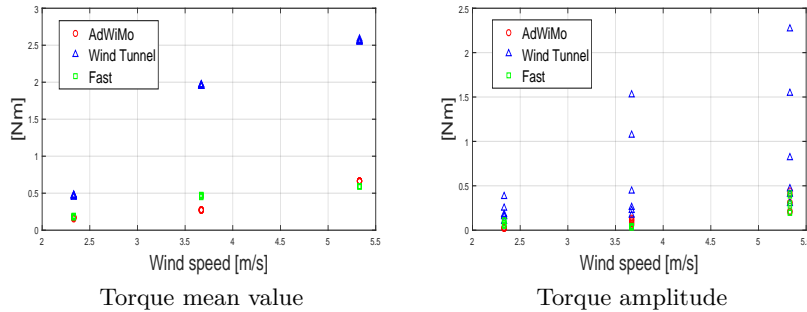 3
2.5
2
1.5
1
0.5
0
[Nm]
AdWiMo
Wind Tunnel
Fast
2 2.5 3 3.5 4 4.5 5 5.5
Wind speed [m/s]
Torque mean value
2.5
2
1.5
1
0.5
0
[Nm]
AdWiMo
Wind Tunnel
Fast
2 2.5 3 3.5 4 4.5 5 5.5
Wind speed [m/s]
Torque amplitude